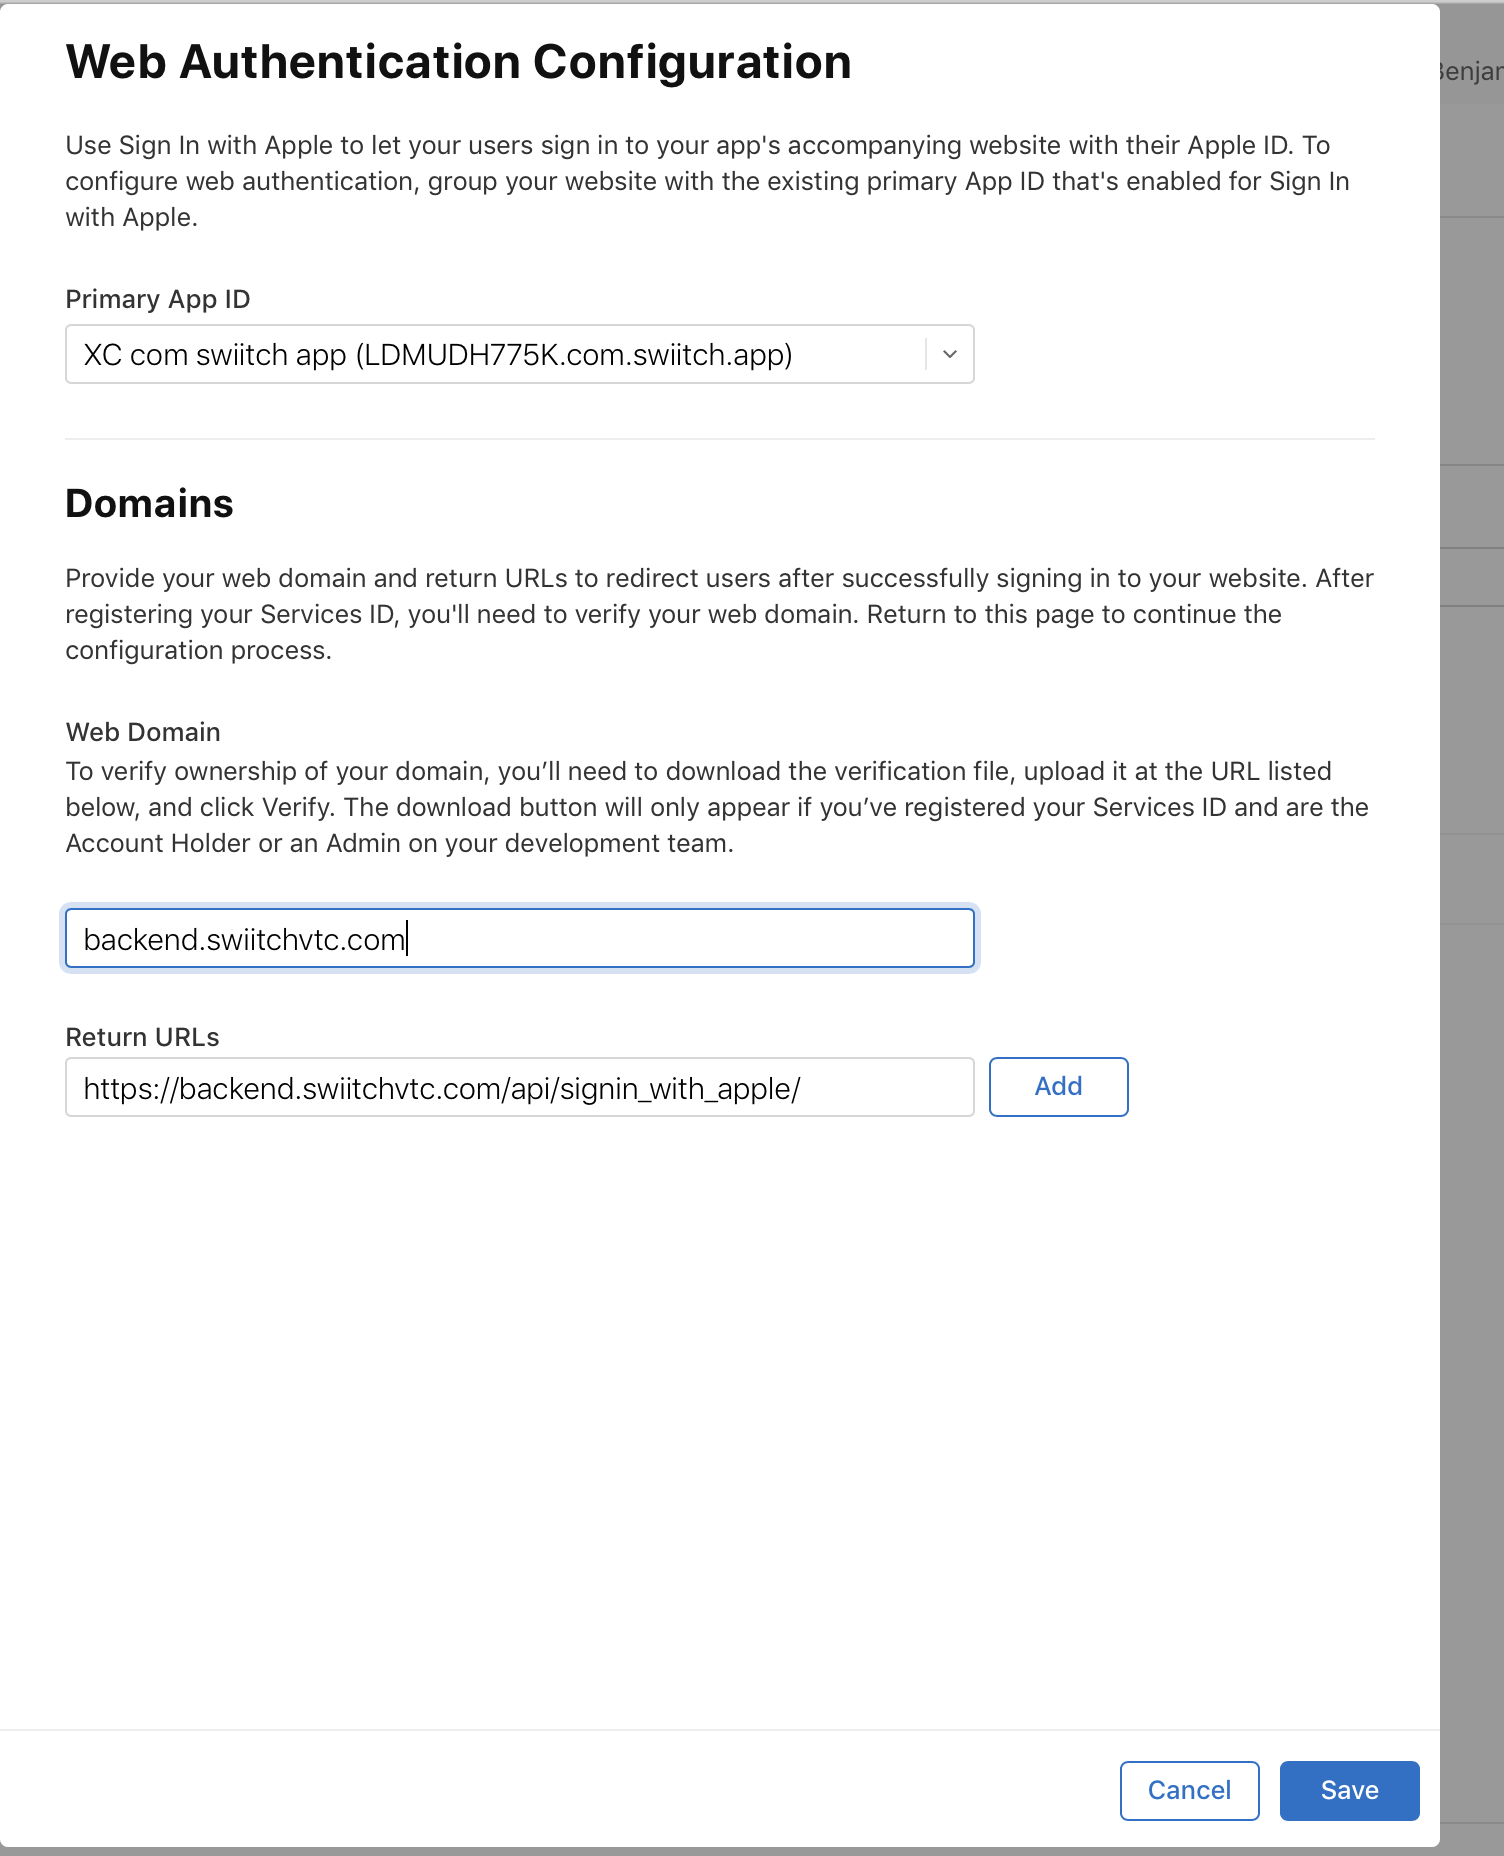 Web Authentication Configuration
Use Sign In with Apple to let your users sign in to your app's accompanying website with their Apple ID. To
configure web authentication, group your website with the existing primary App ID that's enabled for Sign In
with Apple.
Primary App ID
XC com swiitch app (LDMUDH775K.com.swiitch.app)
Domains
Provide your web domain and return URLs to redirect users after successfully signing in to your website. After
registering your Services ID, you'll need to verify your web domain. Return to this page to continue the
configuration process.
Web Domain
To verify ownership of your domain, you’ll need to download the verification file, upload it at the URL listed
below, and click Verify. The download button will only appear if you’ve registered your Services ID and are the
Account Holder or an Admin on your development team.
backend.swiitchvtc.com
Return URLs
https://backend.swiitchvtc.com/api/signin_with_apple/
Add
Cancel
Save